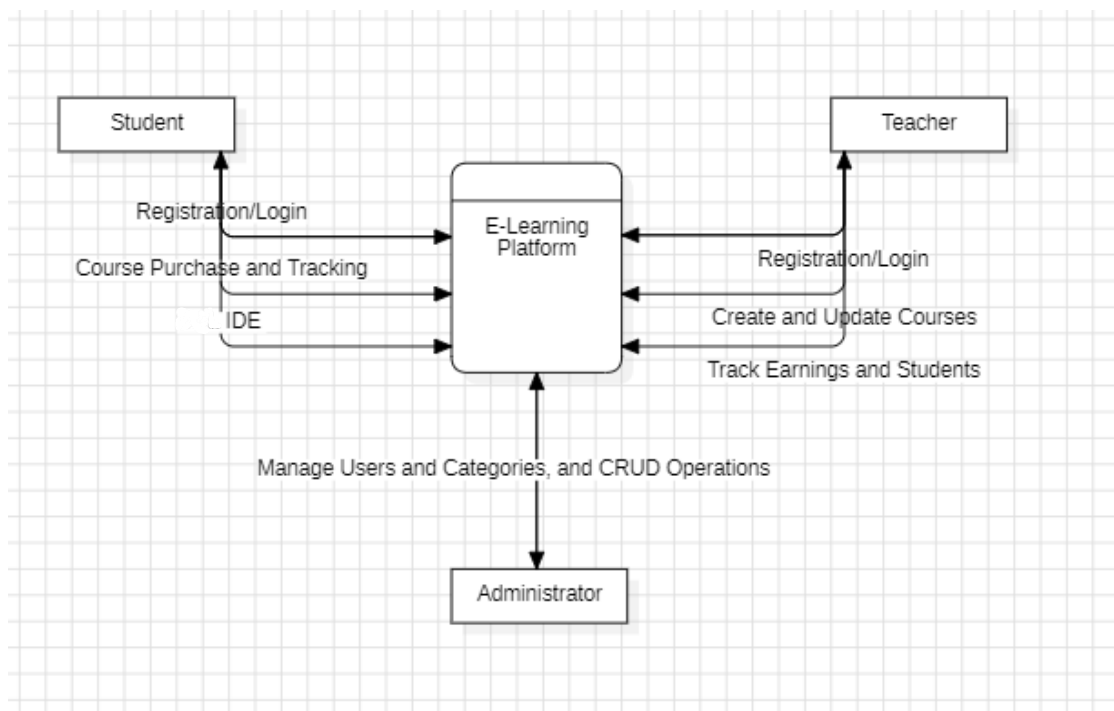 Student
Teacher
Registration/Login
E-Learning
Platform
Course Purchase and Tracking
IDE
Registration/Login
Create and Update Courses
Track Earnings and Students
Manage Users and Categories, and CRUD Operations
Administrator